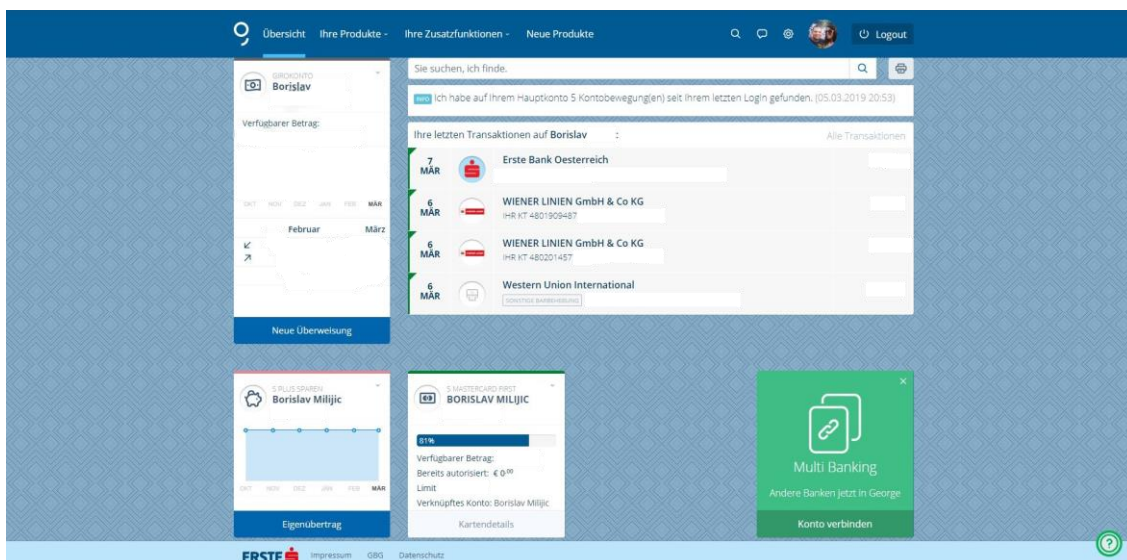 Übersicht Ihre Produkte Ihre Zusatzfunktionen Neue Produkte Logout
GIROKONTO
Borislav
Verfügbarer Betrag:
OKT NOV DEZ JAN FEB MÄR
Februar März
Neue Überweisung
Sie suchen, ich finde.
INFO Ich habe auf Ihrem Hauptkonto 5 Kontobewegung(en) seit Ihrem letzten Login gefunden. (05.03.2019 20:53)
Ihre letzten Transaktionen auf Borislav : Alle Transaktionen
7 MÄR Erste Bank Oesterreich
6 MÄR WIENER LINIEN GmbH & Co KG
IHR KT 4801909487
6 MÄR WIENER LINIEN GmbH & Co KG
IHR KT 480201457
6 MÄR Western Union International
SONSTIGE BARBEHEBUNG
S PLUS SPAREN
Borislav Milijic
OKT NOV DEZ JAN FEB MÄR
Eigenübertrag
S MASTERCARD FIRST
BORISLAV MILIJIC
81%
Verfügbarer Betrag:
Bereits autorisiert: € 0,00
Limit
Verknüpftes Konto: Borislav Milijic
Kartendetails
Multi Banking
Andere Banken jetzt in George
Konto verbinden
ERSTE Impressum GBG Datenschutz